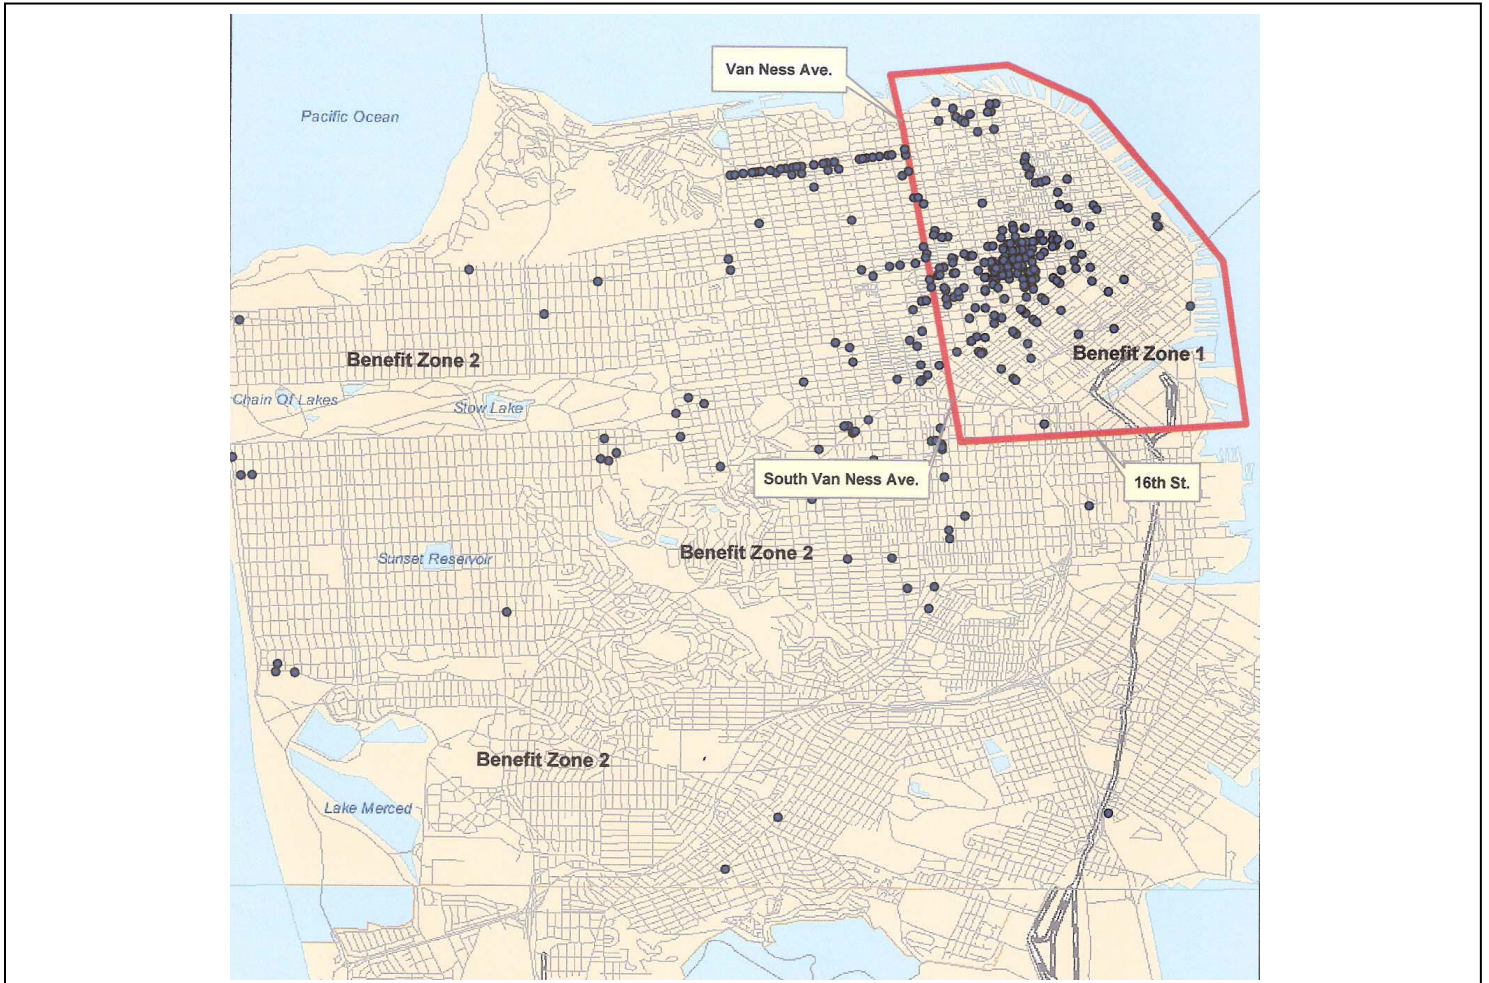 Van Ness Ave.
Pacific Ocean
Benefit Zone 1
Benefit Zone 2
Chain Of Lakes
Stow Lake
South Van Ness Ave.
16th St.
Benefit Zone 2
Sunset Reservoir
Benefit Zone 2
Lake Merced